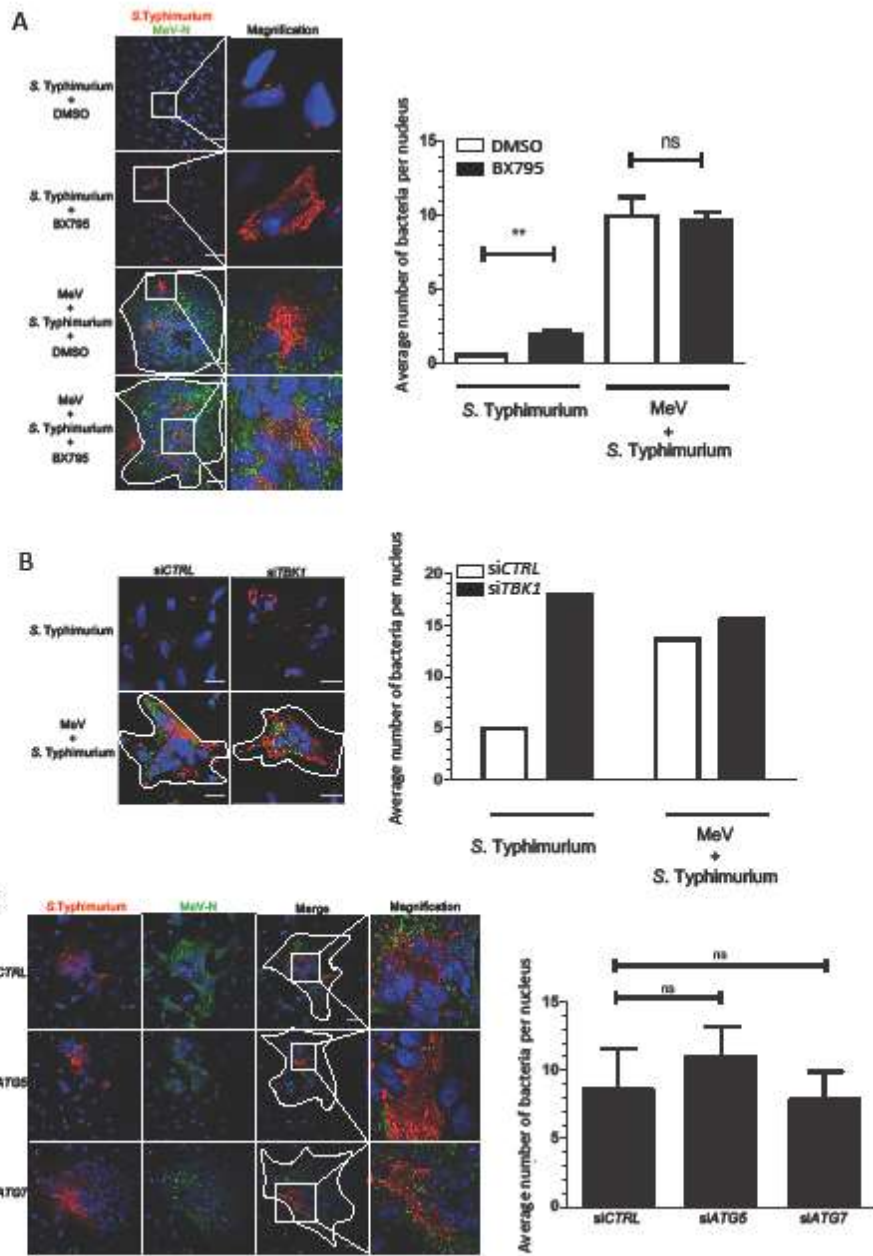 A
S.Typhimurium
MeV-N
Magnification
S. Typhimurium
+
DMSO
S. Typhimurium
+
BX795
MeV
+
S. Typhimurium
+
DMSO
MeV
+
S. Typhimurium
+
BX795
Average number of bacteria per nucleus
15
10
5
0
DMSO
BX795
**
ns
S. Typhimurium
MeV
+
S. Typhimurium
B
siCTRL
siTBK1
S. Typhimurium
MeV
+
S. Typhimurium
Average number of bacteria per nucleus
20
15
10
5
0
siCTRL
siTBK1
S. Typhimurium
MeV
+
S. Typhimurium
S.Typhimurium
MeV-N
Merge
Magnification
CTRL
ATG5
ATG7
Average number of bacteria per nucleus
15
10
5
0
ns
ns
siCTRL
siATG5
siATG7